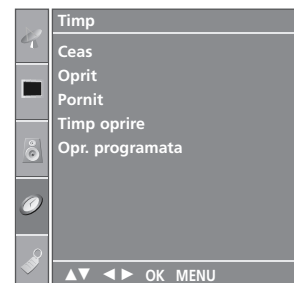 Timp
Ceas
Oprit
Pornit
Timp oprire
Opr. programata
▲▼ ◄► OK MENU